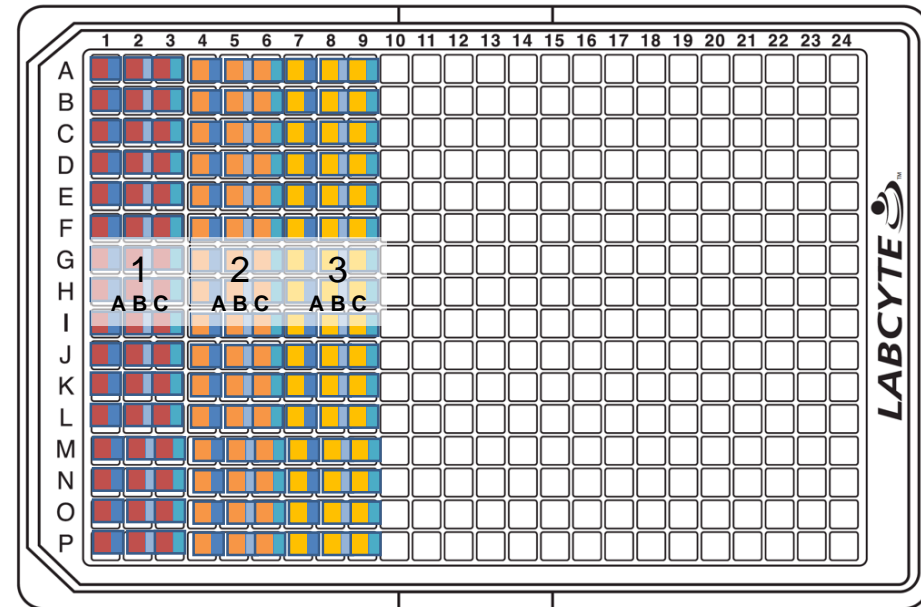 1 2 3 4 5 6 7 8 9 10 11 12 13 14 15 16 17 18 19 20 21 22 23 24
A
B
C
D
E
F
G
1 2 3
H
A B C A B C A B C
I
J
K
L
M
N
O
P
LABCYTE™